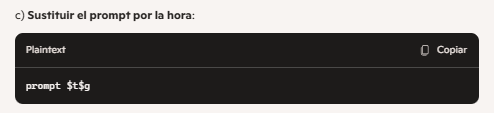 c) Sustituir el prompt por la hora:
Plaintext
Copiar
prompt $t$g